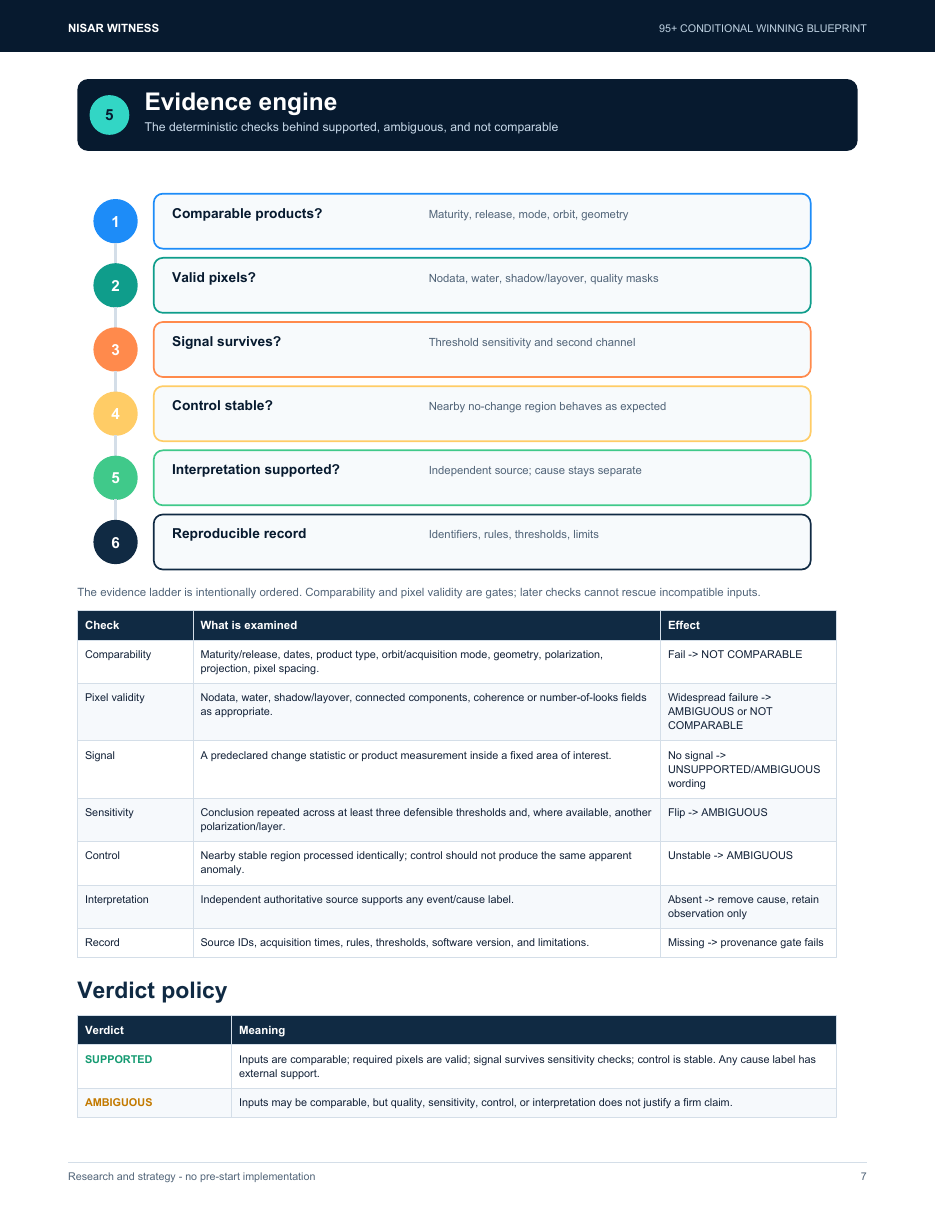 NISAR WITNESS
95+ CONDITIONAL WINNING BLUEPRINT
5
Evidence engine
The deterministic checks behind supported, ambiguous, and not comparable
1
Comparable products?
Maturity, release, mode, orbit, geometry
2
Valid pixels?
Nodata, water, shadow/layover, quality masks
3
Signal survives?
Threshold sensitivity and second channel
4
Control stable?
Nearby no-change region behaves as expected
5
Interpretation supported?
Independent source; cause stays separate
6
Reproducible record
Identifiers, rules, thresholds, limits
The evidence ladder is intentionally ordered. Comparability and pixel validity are gates; later checks cannot rescue incompatible inputs.
Check
What is examined
Effect
Comparability
Maturity/release, dates, product type, orbit/acquisition mode, geometry, polarization,
projection, pixel spacing.
Fail -> NOT COMPARABLE
Pixel validity
Nodata, water, shadow/layover, connected components, coherence or number-of-looks fields
as appropriate.
Widespread failure ->
AMBIGUOUS or NOT
COMPARABLE
Signal
A predeclared change statistic or product measurement inside a fixed area of interest.
No signal ->
UNSUPPORTED/AMBIGUOUS
wording
Sensitivity
Conclusion repeated across at least three defensible thresholds and, where available, another
polarization/layer.
Flip -> AMBIGUOUS
Control
Nearby stable region processed identically; control should not produce the same apparent
anomaly.
Unstable -> AMBIGUOUS
Interpretation
Independent authoritative source supports any event/cause label.
Absent -> remove cause, retain
observation only
Record
Source IDs, acquisition times, rules, thresholds, software version, and limitations.
Missing -> provenance gate fails
Verdict policy
Verdict
Meaning
SUPPORTED
Inputs are comparable; required pixels are valid; signal survives sensitivity checks; control is stable. Any cause label has
external support.
AMBIGUOUS
Inputs may be comparable, but quality, sensitivity, control, or interpretation does not justify a firm claim.
Research and strategy - no pre-start implementation
7